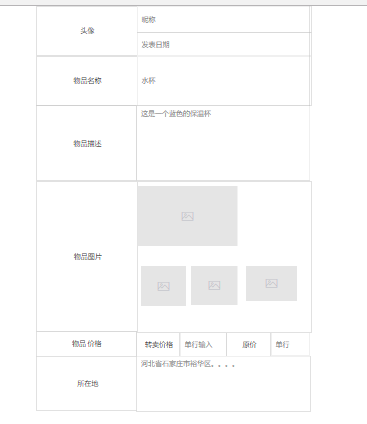 昵称
头像
发表日期
物品名称 水杯
这是一个蓝色的保温杯
物品描述
物品图片
物品 价格 转卖价格 单行输入 原价 单行
河北省石家庄市裕华区。。。。
所在地